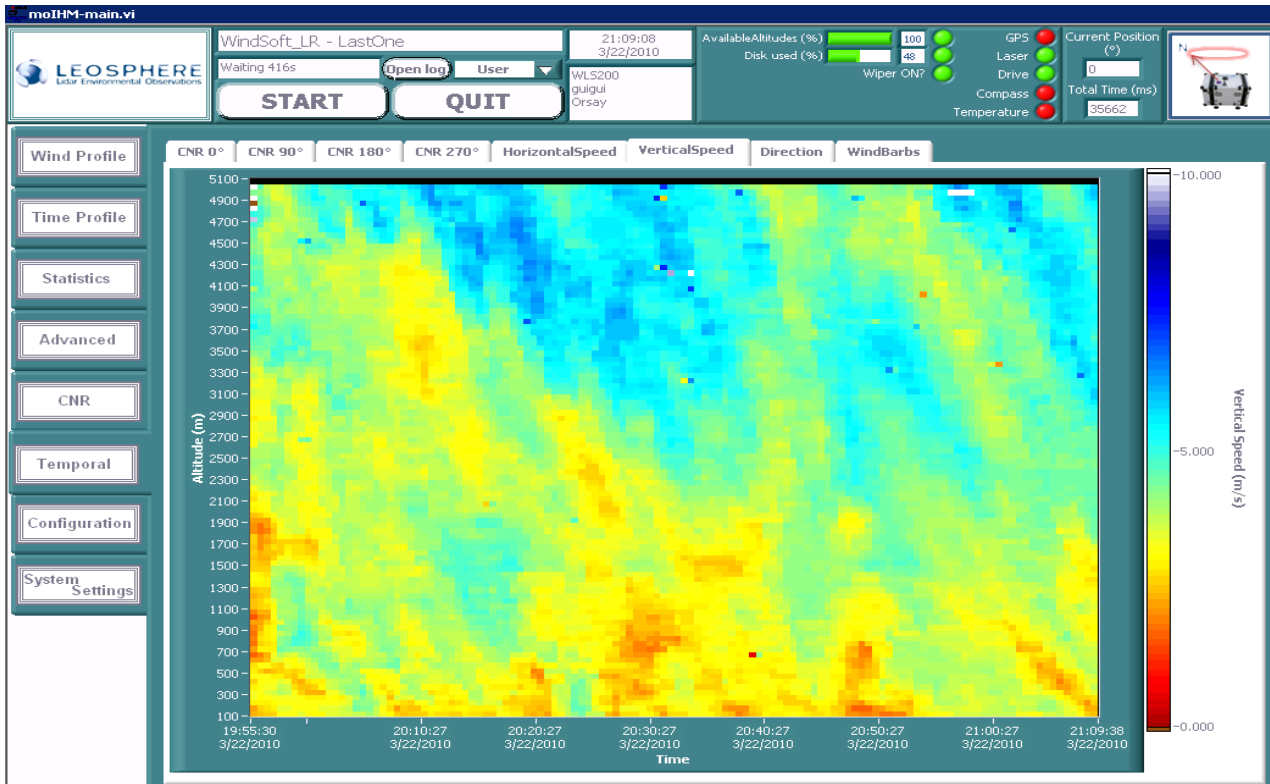 moIHM-main.vi
LEOSPHERE
Lidar Environmental Observations
WindSoft_LR - LastOne
Waiting 416s
Open log
User
START
QUIT
21:09:08
3/22/2010
WLS200
guigui
Orsay
AvailableAltitudes (%)
100
Disk used (%)
48
Wiper ON?
GPS
Laser
Drive
Compass
Temperature
Current Position
(°)
0
Total Time (ms)
35662
N
Wind Profile
Time Profile
Statistics
Advanced
CNR
Temporal
Configuration
System
Settings
CNR 0°
CNR 90°
CNR 180°
CNR 270°
HorizontalSpeed
VerticalSpeed
Direction
WindBarbs
Altitude (m)
5100
4900
4700
4500
4300
4100
3900
3700
3500
3300
3100
2900
2700
2500
2300
2100
1900
1700
1500
1300
1100
900
700
500
300
100
19:55:30
3/22/2010
20:10:27
3/22/2010
20:20:27
3/22/2010
20:30:27
3/22/2010
20:40:27
3/22/2010
20:50:27
3/22/2010
21:00:27
3/22/2010
21:09:38
3/22/2010
Time
-10.000
-5.000
-0.000
Vertical Speed (m/s)